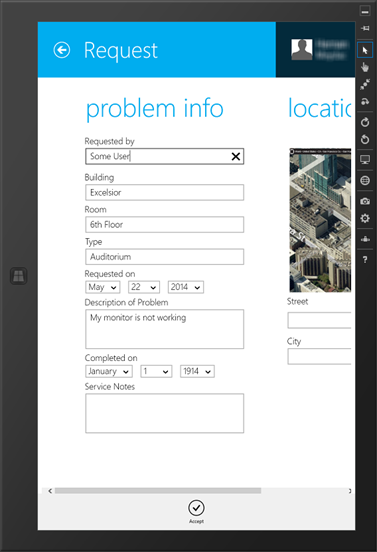 Request
problem info
Requested by
Some User
Building
Excelsior
Room
6th Floor
Type
Auditorium
Requested on
May 22 2014
Description of Problem
My monitor is not working
Completed on
January 1 1914
Service Notes
locatio
Street
City
Accept